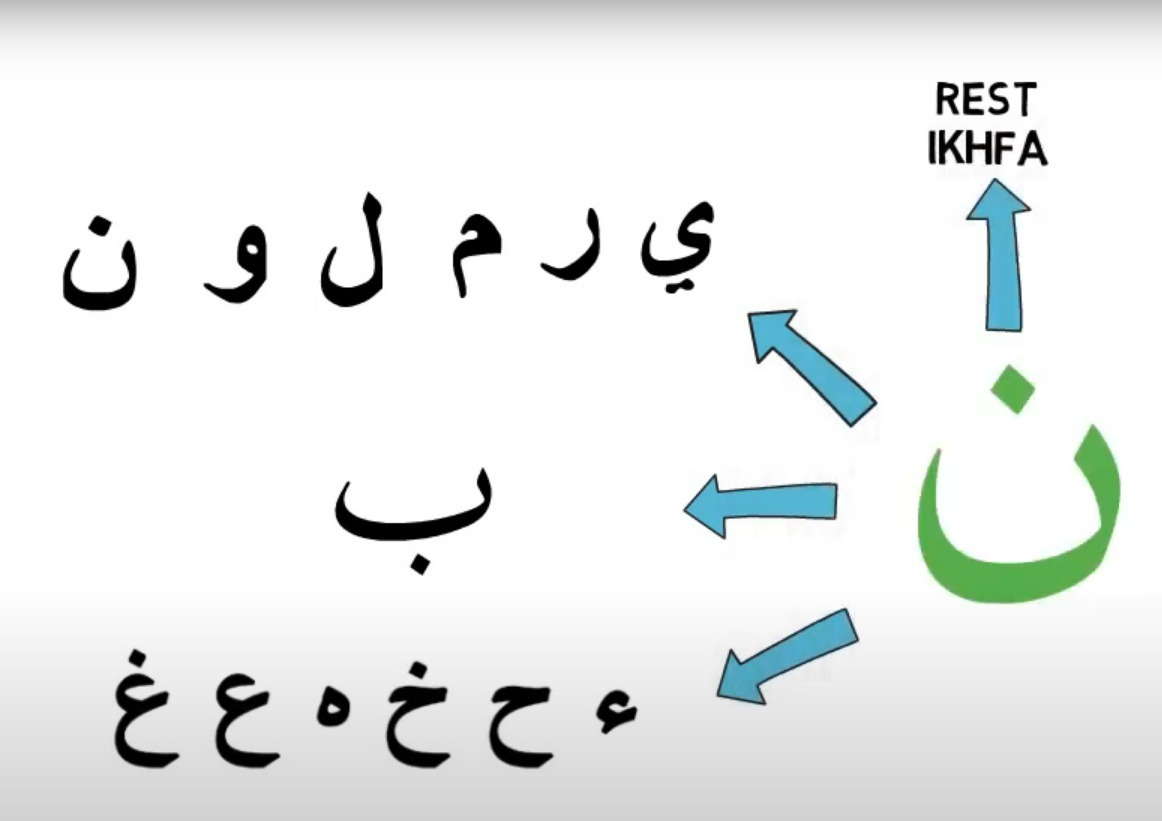 REST
IKHFA
ي ر م ل و ن
ن
ب
ء ح خ ه ع غ